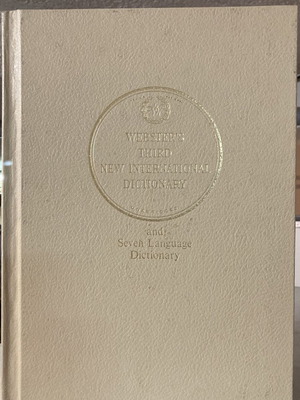 WEBSTER'S
THIRD
NEW INTERNATIONAL
DICTIONARY
and
Seven Language
Dictionary